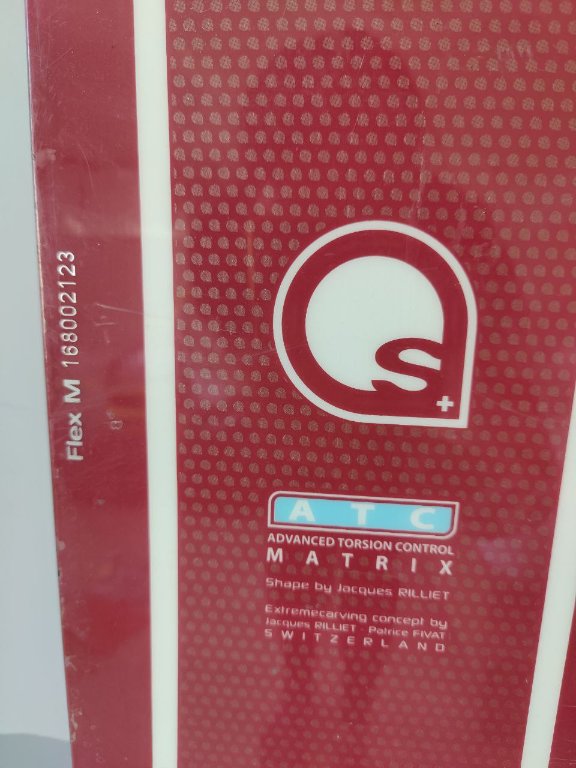 Flex M 168002123
s+
ATC
ADVANCED TORSION CONTROL
MATRIX
Shape by Jacques RILLIET
Extremecarving concept by
Jacques RILLIET - Patrice FIVAT
SWITZERLAND